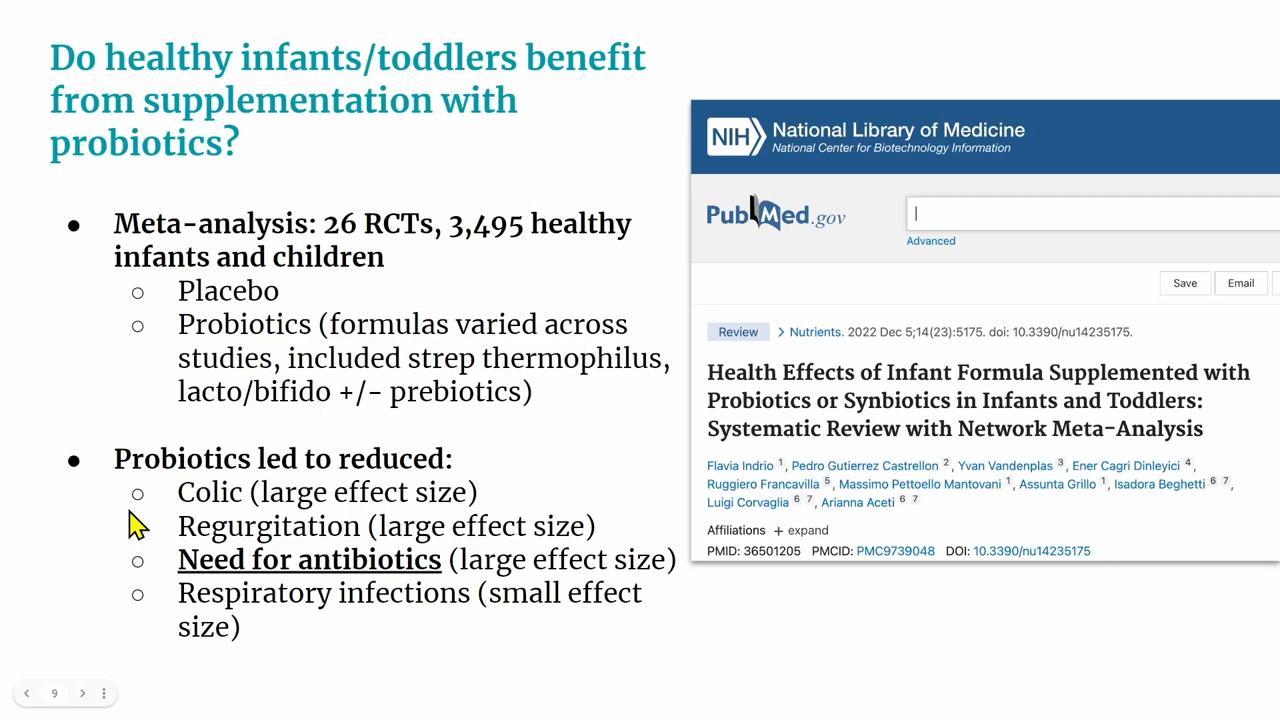 Do healthy infants/toddlers benefit
from supplementation with
probiotics?
● Meta-analysis: 26 RCTs, 3,495 healthy
infants and children
○ Placebo
○ Probiotics (formulas varied across
studies, included strep thermophilus,
lacto/bifido +/- prebiotics)
● Probiotics led to reduced:
○ Colic (large effect size)
○ Regurgitation (large effect size)
○ Need for antibiotics (large effect size)
○ Respiratory infections (small effect
size)
9
NIH National Library of Medicine
National Center for Biotechnology Information
PubMed.gov
Advanced
Save Email
Review > Nutrients. 2022 Dec 5;14(23):5175. doi: 10.3390/nu14235175.
Health Effects of Infant Formula Supplemented with
Probiotics or Synbiotics in Infants and Toddlers:
Systematic Review with Network Meta-Analysis
Flavia Indrio 1, Pedro Gutierrez Castrellon 2, Yvan Vandenplas 3, Ener Cagri Dinleyici 4,
Ruggiero Francavilla 5, Massimo Pettoello Mantovani 1, Assunta Grillo 1, Isadora Beghetti 6 7,
Luigi Corvaglia 6 7, Arianna Aceti 6 7
Affiliations + expand
PMID: 36501205 PMCID: PMC9739048 DOI: 10.3390/nu14235175